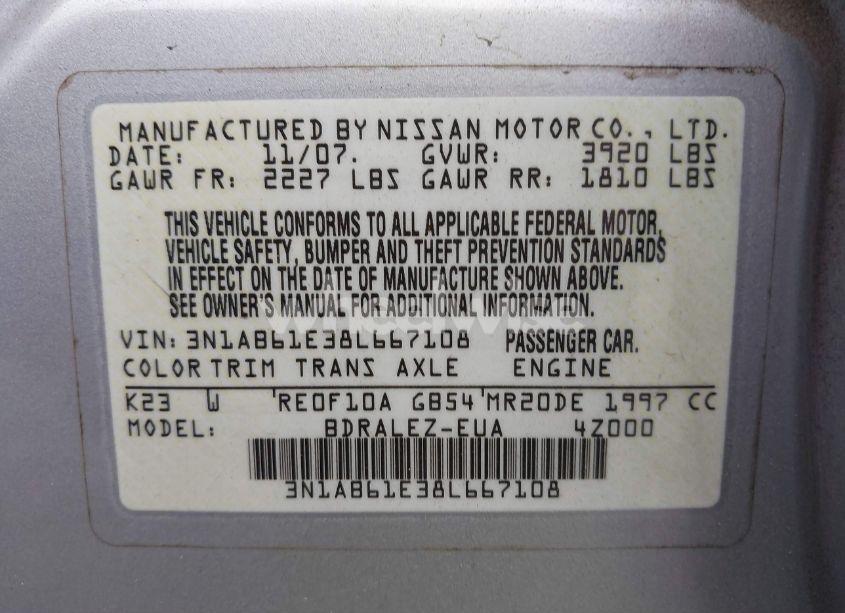 MANUFACTURED BY NISSAN MOTOR CO., LTD.
DATE: 11/07. GVWR: 3920 LBS
GAWR FR: 2227 LBS GAWR RR: 1810 LBS
THIS VEHICLE CONFORMS TO ALL APPLICABLE FEDERAL MOTOR
VEHICLE SAFETY, BUMPER AND THEFT PREVENTION STANDARDS
IN EFFECT ON THE DATE OF MANUFACTURE SHOWN ABOVE.
SEE OWNER'S MANUAL FOR ADDITIONAL INFORMATION.
VIN: 3N1AB61E38L667108 PASSENGER CAR.
COLOR TRIM TRANS AXLE ENGINE
K23 W RE0F10A GB54 MR20DE 1997 CC
MODEL: BDRALEZ-EUA 4Z000
3N1AB61E38L667108